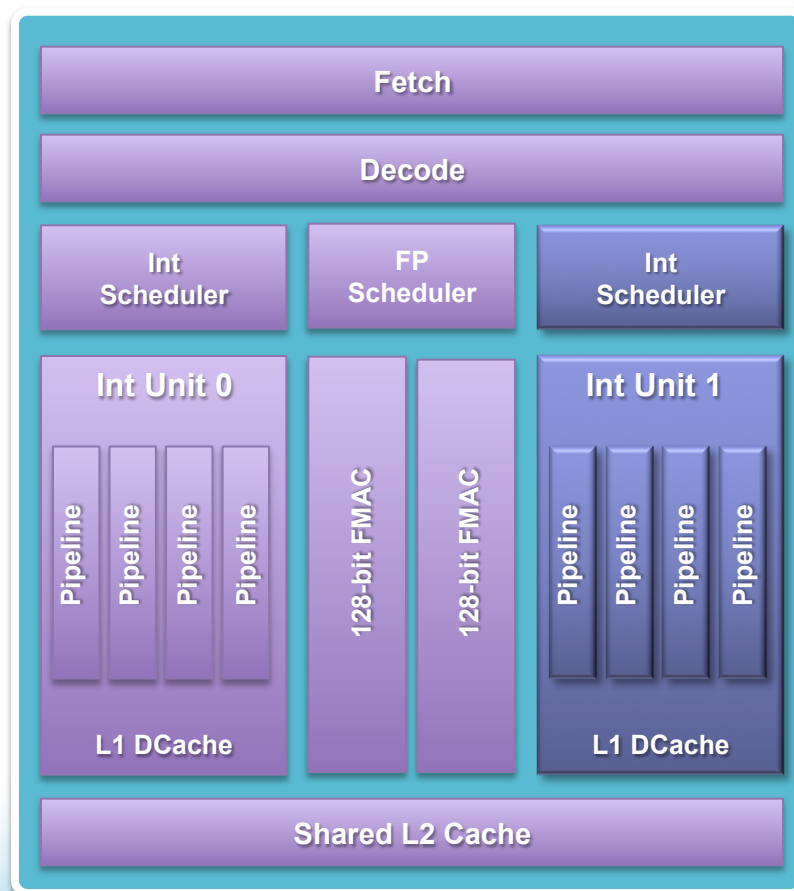 Fetch
Decode
Int
Scheduler
FP
Scheduler
Int
Scheduler
Int Unit 0
Pipeline
Pipeline
Pipeline
Pipeline
L1 DCache
128-bit FMAC
128-bit FMAC
Int Unit 1
Pipeline
Pipeline
Pipeline
Pipeline
L1 DCache
Shared L2 Cache